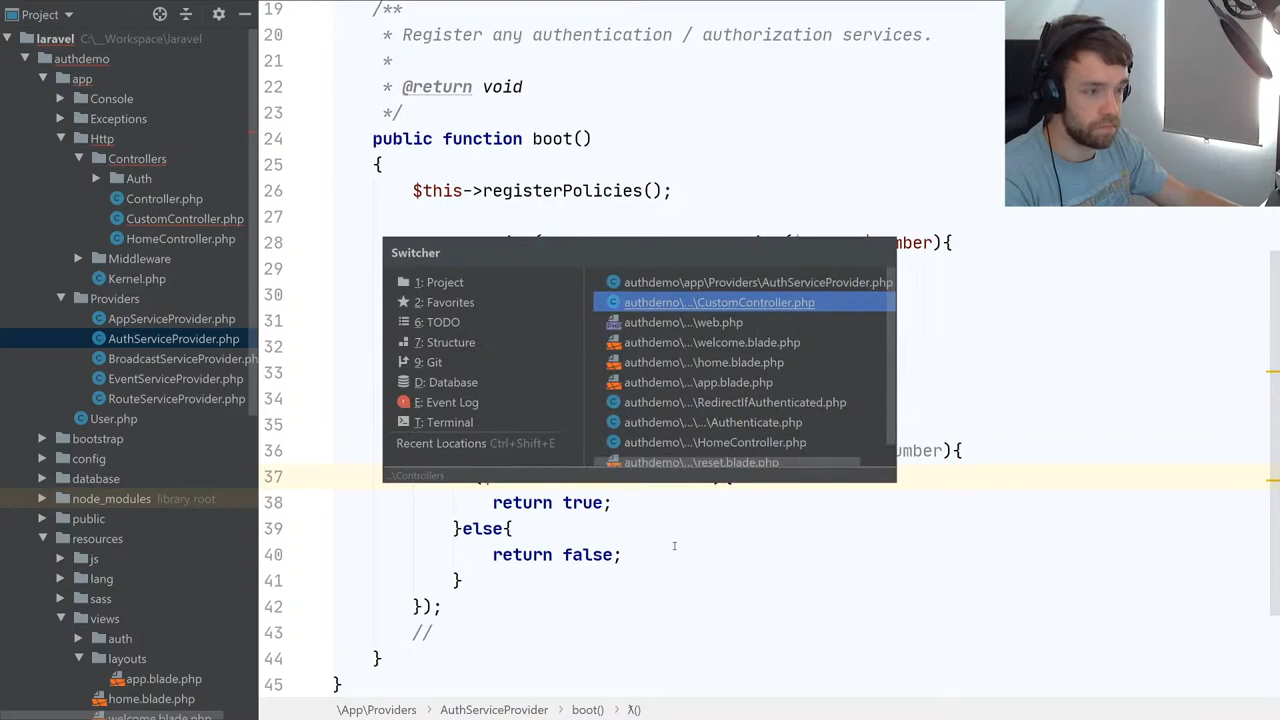 Project
laravel C:\__Workspace\laravel
authdemo
app
Console
Exceptions
Http
Controllers
Auth
Controller.php
CustomController.php
HomeController.php
Middleware
Kernel.php
Providers
AppServiceProvider.php
AuthServiceProvider.php
BroadcastServiceProvider.php
EventServiceProvider.php
RouteServiceProvider.php
User.php
bootstrap
config
database
node_modules library root
public
resources
js
lang
sass
views
auth
layouts
app.blade.php
home.blade.php
welcome.blade.php
19 /**
20 * Register any authentication / authorization services.
21 *
22 * @return void
23 */
24 public function boot()
25 {
26 $this->registerPolicies();
27
28 mber){
29
30
31
32
33
34
35
36 umber){
37
38 return true;
39 }else{
40 return false;
41 }
42 });
43 //
44 }
45 }
Switcher
1: Project
2: Favorites
6: TODO
7: Structure
9: Git
D: Database
E: Event Log
T: Terminal
Recent Locations Ctrl+Shift+E
authdemo\app\Providers\AuthServiceProvider.php
authdemo\...\CustomController.php
authdemo\...\web.php
authdemo\...\welcome.blade.php
authdemo\...\home.blade.php
authdemo\...\app.blade.php
authdemo\...\RedirectIfAuthenticated.php
authdemo\...\Authenticate.php
authdemo\...\HomeController.php
authdemo\...\reset.blade.php
...\Controllers
\App\Providers AuthServiceProvider boot() λ()